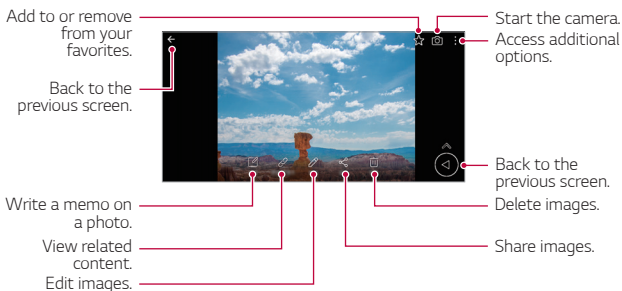 Add to or remove
from your
favorites.
Back to the
previous screen.
Start the camera.
Access additional
options.
Back to the
previous screen.
Write a memo on
a photo.
View related
content.
Edit images.
Delete images.
Share images.